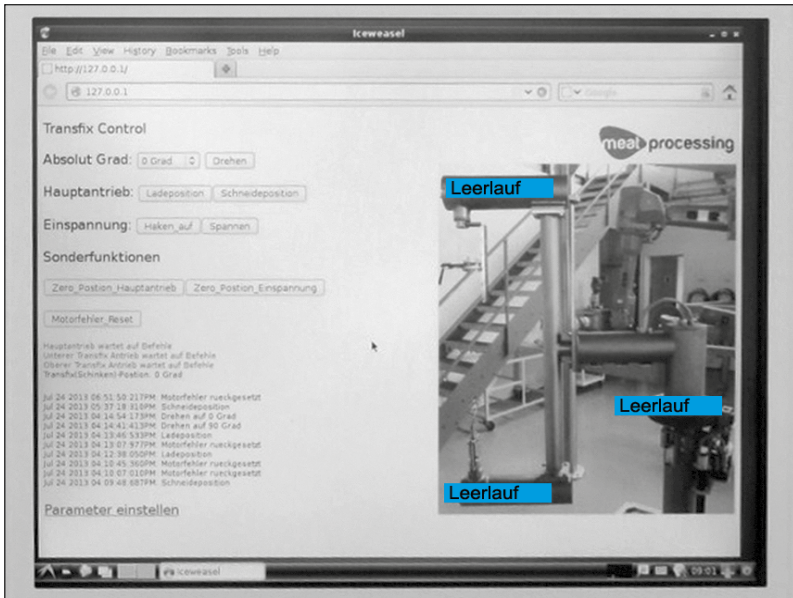 Iceweasel
File Edit View History Bookmarks Tools Help
http://127.0.0.1/
127.0.0.1
Google
Transfix Control
meat processing
Absolut Grad: 0 Grad Drehen
Hauptantrieb: Ladeposition Schneideposition
Einspannung: Haken_auf Spannen
Sonderfunktionen
Zero_Postion_Hauptantrieb Zero_Postion_Einspannung
Motorfehler_Reset
Hauptantrieb wartet auf Befehle
Unterer Transfix Antrieb wartet auf Befehle
Oberer Transfix Antrieb wartet auf Befehle
Transfix(Schinken)-Postion: 0 Grad
Jul 24 2013 06:51:50:217PM Motorfehler rueckgesetzt
Jul 24 2013 05:37:18:310PM Schneideposition
Jul 24 2013 04:14:54:173PM Drehen auf 0 Grad
Jul 24 2013 04:14:41:413PM Drehen auf 90 Grad
Jul 24 2013 04:13:46:533PM Ladeposition
Jul 24 2013 04:13:07:977PM Motorfehler rueckgesetzt
Jul 24 2013 04:12:38:050PM Ladeposition
Jul 24 2013 04:10:45:360PM Motorfehler rueckgesetzt
Jul 24 2013 04:10:07:010PM Motorfehler rueckgesetzt
Jul 24 2013 04:09:48:687PM Schneideposition
Parameter einstellen
Leerlauf
Leerlauf
Leerlauf
Iceweasel
09:01